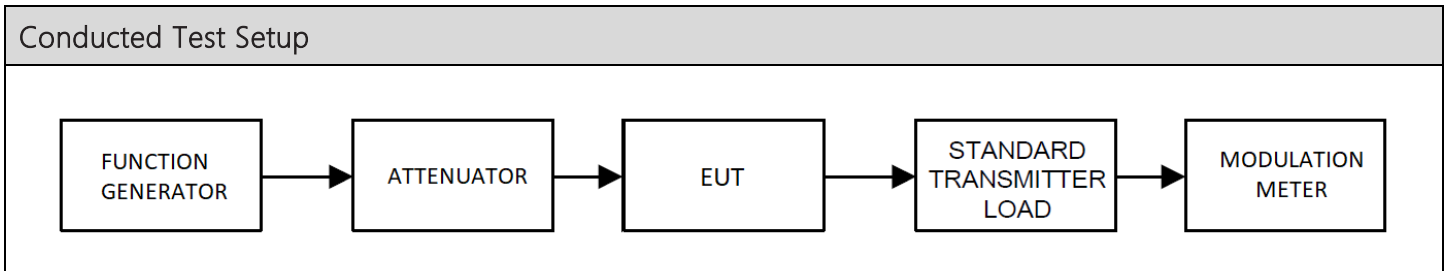 Conducted Test Setup
FUNCTION
GENERATOR
ATTENUATOR
EUT
STANDARD
TRANSMITTER
LOAD
MODULATION
METER